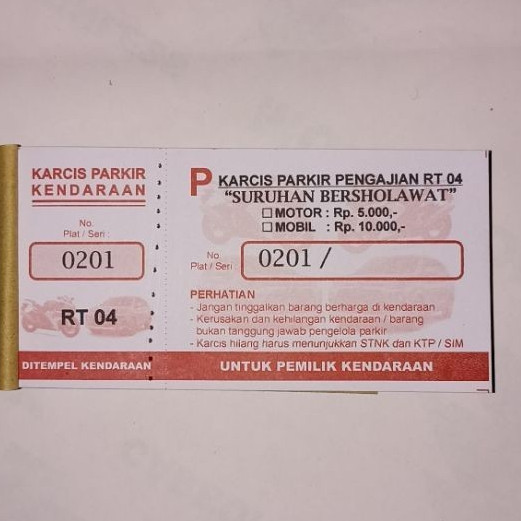 KARCIS PARKIR
KENDARAAN
No.
Plat / Seri :
0201
RT 04
DITEMPEL KENDARAAN
P KARCIS PARKIR PENGAJIAN RT 04
"SURUHAN BERSHOLAWAT"
MOTOR : Rp. 5.000,-
MOBIL : Rp. 10.000,-
No.
Plat / Seri :
0201 /
PERHATIAN
- Jangan tinggalkan barang berharga di kendaraan
- Kerusakan dan kehilangan kendaraan / barang
bukan tanggung jawab pengelola parkir
- Karcis hilang harus menunjukkan STNK dan KTP / SIM
UNTUK PEMILIK KENDARAAN